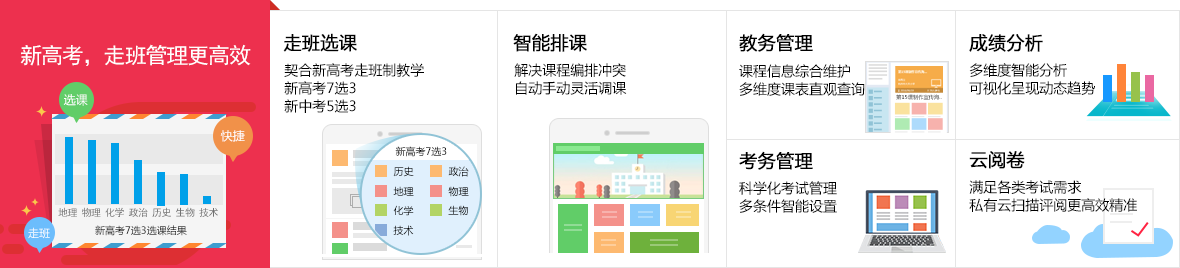 新高考，走班管理更高效
选课
快捷
走班
地理 物理 化学 政治 历史 生物 技术
新高考7选3选课结果
走班选课
契合新高考走班制教学
新高考7选3
新中考5选3
新高考7选3
历史 政治
地理 物理
化学 生物
技术
智能排课
解决课程编排冲突
自动手动灵活调课
教务管理
课程信息综合维护
多维度课表直观查询
成绩分析
多维度智能分析
可视化呈现动态趋势
考务管理
科学化考试管理
多条件智能设置
云阅卷
满足各类考试需求
私有云扫描评阅更高效精准